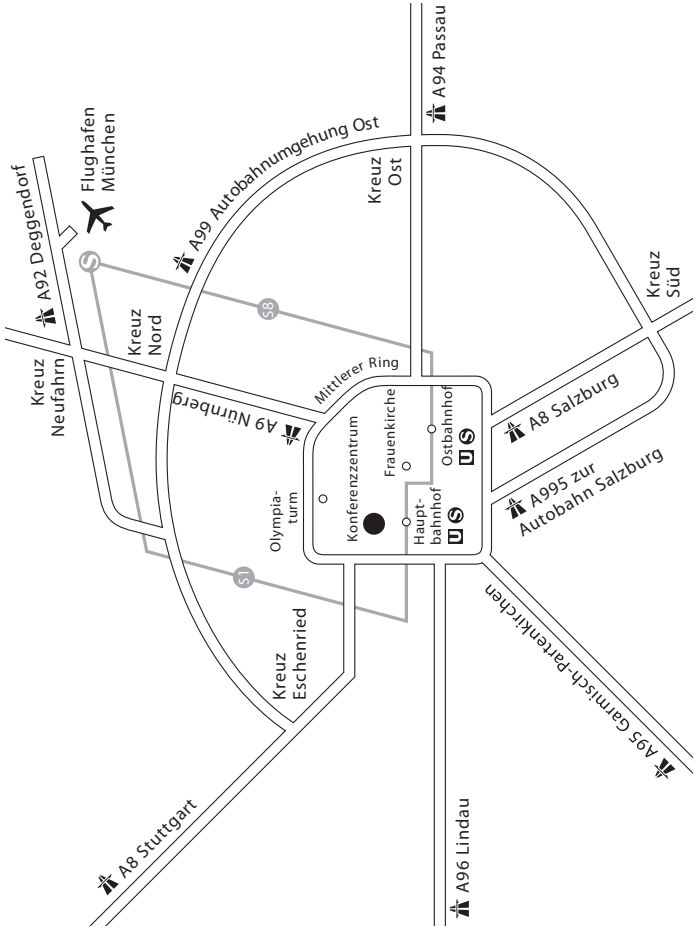 A94 Passau
Flughafen
München
A92 Deggendorf
A99 Autobahnumgehung Ost
Kreuz
Ost
S
Kreuz
Süd
S8
Kreuz
Nord
Kreuz
Neufahrn
Mittlerer Ring
A9 Nürnberg
A8 Salzburg
Frauenkirche
Ostbahnhof
U S
Konferenzzentrum
Olympia-
turm
Haupt-
bahnhof
U S
A995 zur
Autobahn Salzburg
S1
Kreuz
Eschenried
A95 Garmisch-Partenkirchen
A8 Stuttgart
A96 Lindau